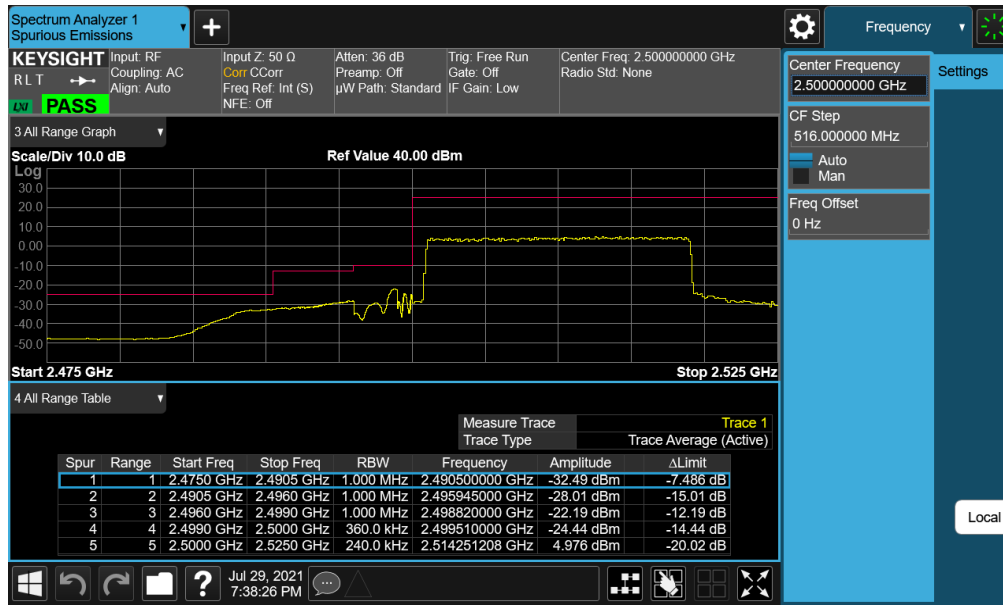 Spectrum Analyzer 1
Spurious Emissions
Frequency
KEYSIGHT
R L T
LXI
PASS
Input: RF
Coupling: AC
Align: Auto
Input Z: 50 Ω
Corr CCorr
Freq Ref: Int (S)
NFE: Off
Atten: 36 dB
Preamp: Off
µW Path: Standard
Trig: Free Run
Gate: Off
IF Gain: Low
Center Freq: 2.500000000 GHz
Radio Std: None
Center Frequency
2.500000000 GHz
Settings
CF Step
516.000000 MHz
Auto
Man
Freq Offset
0 Hz
Local
3 All Range Graph
Scale/Div 10.0 dB
Ref Value 40.00 dBm
Log
30.0
20.0
10.0
0.00
-10.0
-20.0
-30.0
-40.0
-50.0
Start 2.475 GHz
Stop 2.525 GHz
4 All Range Table
Measure Trace Trace 1
Trace Type Trace Average (Active)
Spur Range Start Freq Stop Freq RBW Frequency Amplitude ΔLimit
1 1 2.4750 GHz 2.4905 GHz 1.000 MHz 2.490500000 GHz -32.49 dBm -7.486 dB
2 2 2.4905 GHz 2.4960 GHz 1.000 MHz 2.495945000 GHz -28.01 dBm -15.01 dB
3 3 2.4960 GHz 2.4990 GHz 1.000 MHz 2.498820000 GHz -22.19 dBm -12.19 dB
4 4 2.4990 GHz 2.5000 GHz 360.0 kHz 2.499510000 GHz -24.44 dBm -14.44 dB
5 5 2.5000 GHz 2.5250 GHz 240.0 kHz 2.514251208 GHz 4.976 dBm -20.02 dB
?
Jul 29, 2021
7:38:26 PM